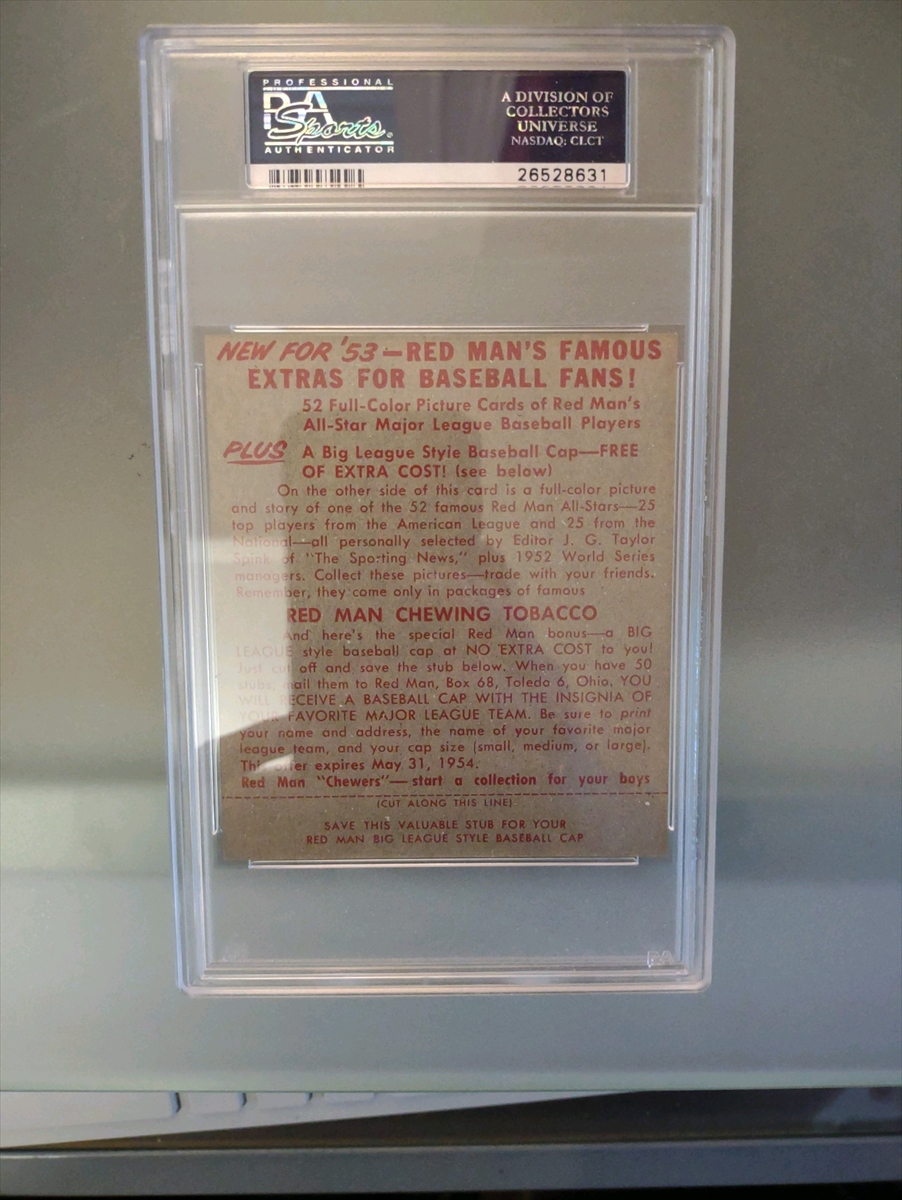 PROFESSIONAL
PSA
Sports
AUTHENTICATOR
A DIVISION OF
COLLECTORS
UNIVERSE
NASDAQ: CLCT
26528631
NEW FOR '53—RED MAN'S FAMOUS
EXTRAS FOR BASEBALL FANS!
52 Full-Color Picture Cards of Red Man's
All-Star Major League Baseball Players
PLUS A Big League Style Baseball Cap—FREE
OF EXTRA COST! (see below)
On the other side of this card is a full-color picture
and story of one of the 52 famous Red Man All-Stars—25
top players from the American League and 25 from the
National—all personally selected by Editor J. G. Taylor
Spink of "The Sporting News," plus 1952 World Series
managers. Collect these pictures—trade with your friends.
Remember, they come only in packages of famous
RED MAN CHEWING TOBACCO
And here's the special Red Man bonus—a BIG
LEAGUE style baseball cap at NO EXTRA COST to you!
Just cut off and save the stub below. When you have 50
stubs, mail them to Red Man, Box 68, Toledo 6, Ohio. YOU
WILL RECEIVE A BASEBALL CAP WITH THE INSIGNIA OF
YOUR FAVORITE MAJOR LEAGUE TEAM. Be sure to print
your name and address, the name of your favorite major
league team, and your cap size (small, medium, or large).
This offer expires May 31, 1954.
Red Man "Chewers"—start a collection for your boys
(CUT ALONG THIS LINE)
SAVE THIS VALUABLE STUB FOR YOUR
RED MAN BIG LEAGUE STYLE BASEBALL CAP